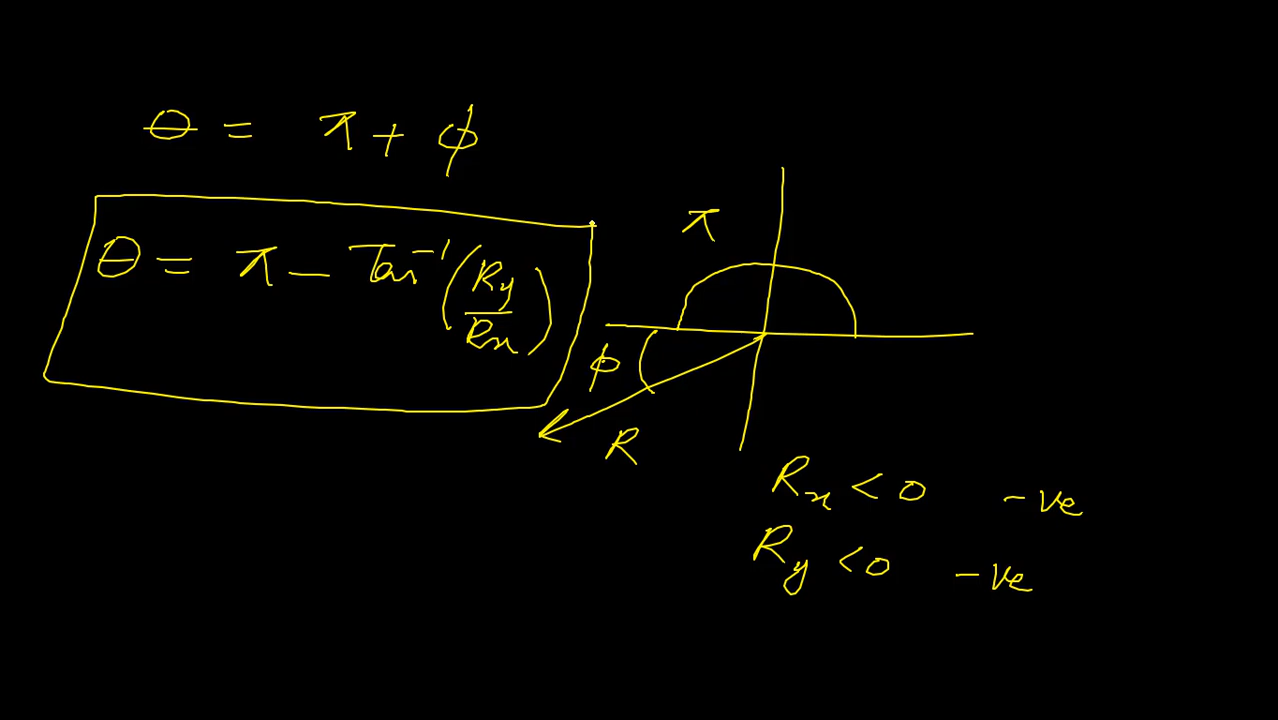 θ = π + φ
θ = π - Tan⁻¹ (Ry/Rx)
π
φ
R
Rx < 0 -ve
Ry < 0 -ve